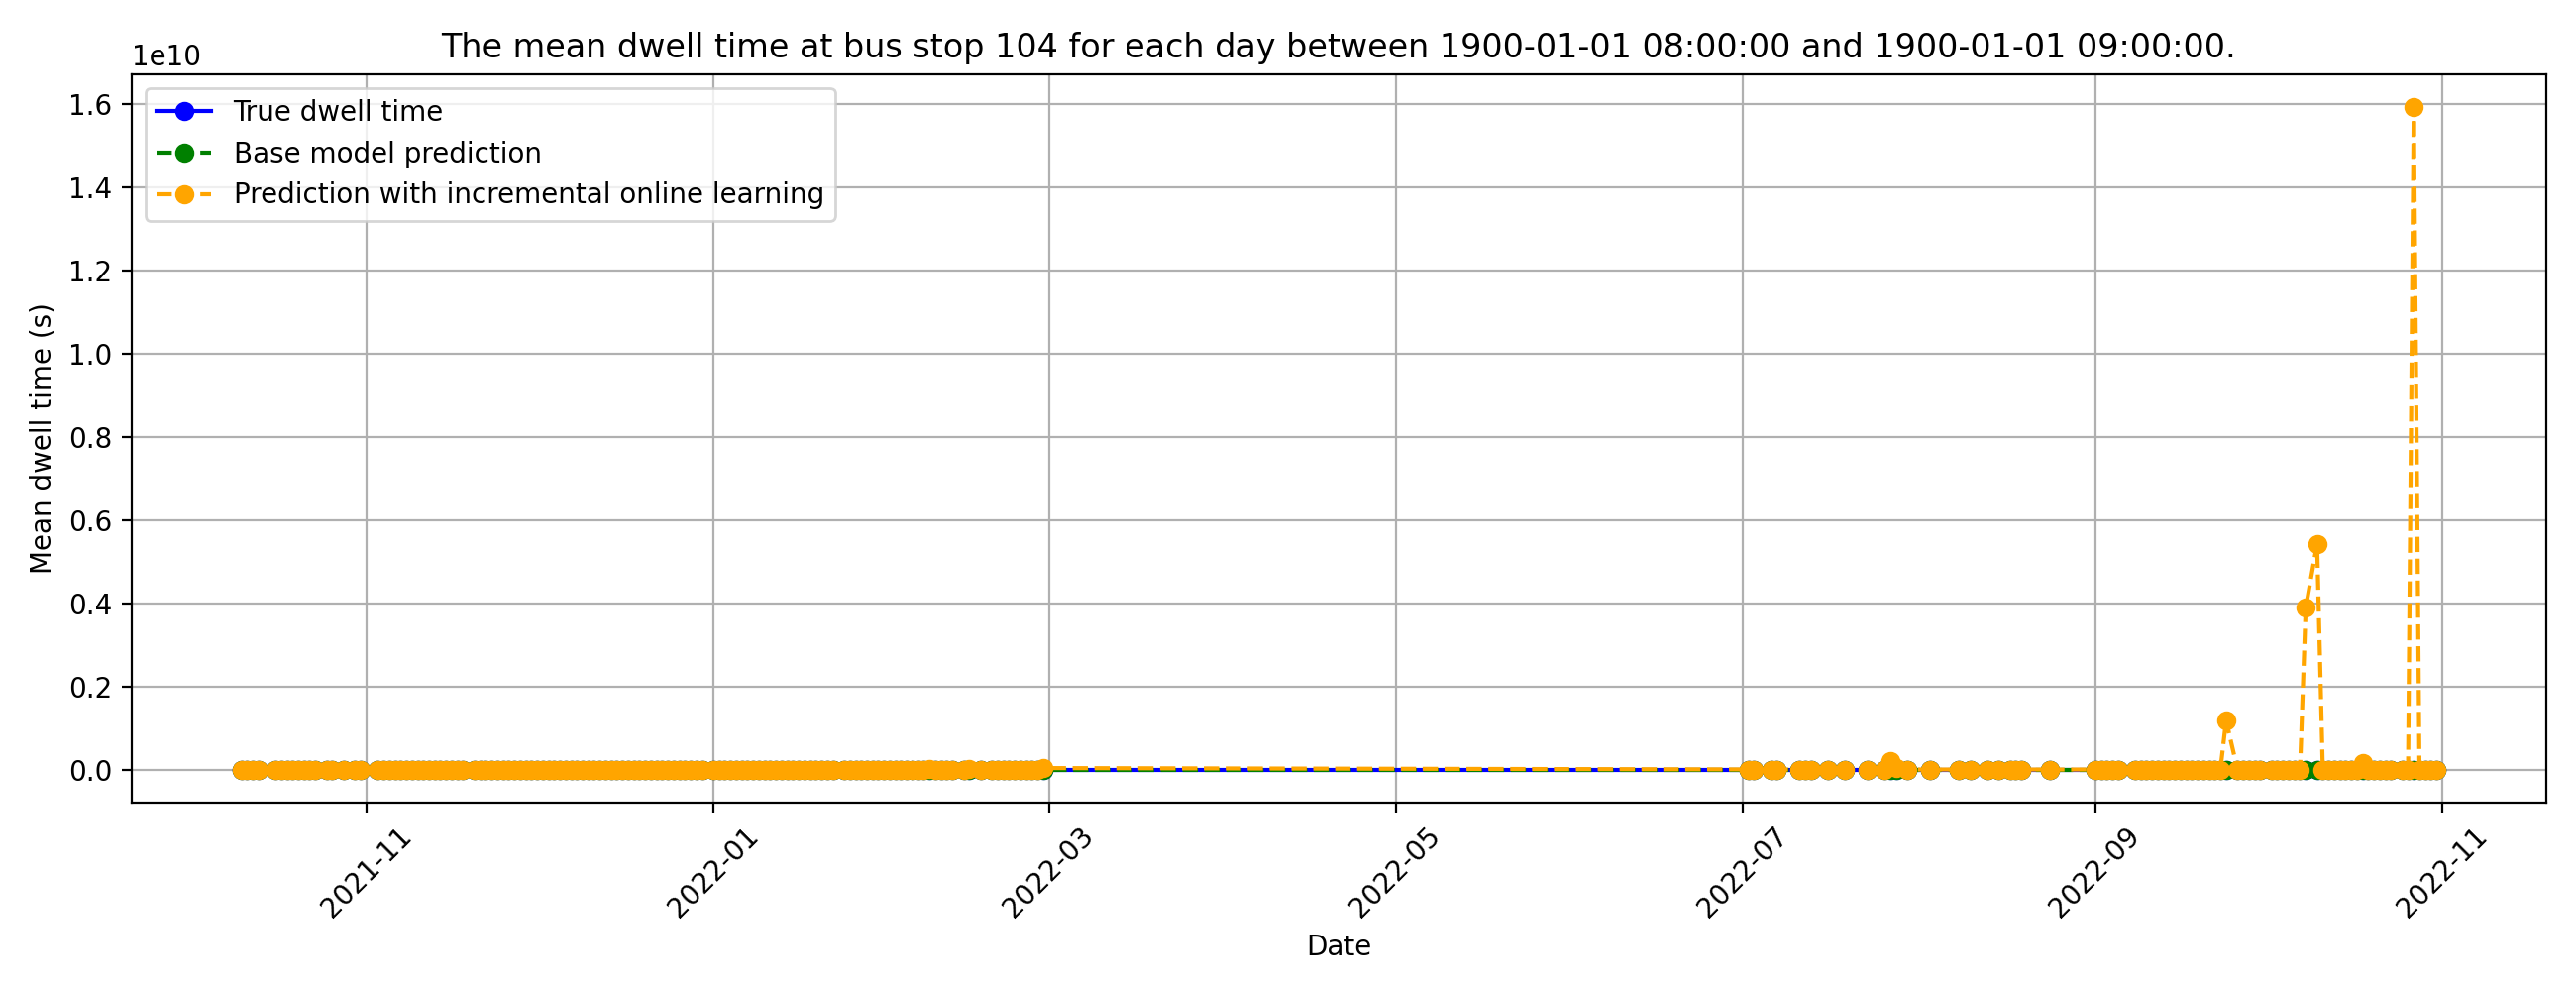 The mean dwell time at bus stop 104 for each day between 1900-01-01 08:00:00 and 1900-01-01 09:00:00.
1e10
True dwell time
Base model prediction
Prediction with incremental online learning
1.6
1.4
1.2
1.0
0.8
0.6
0.4
0.2
0.0
Mean dwell time (s)
2021-11
2022-01
2022-03
2022-05
2022-07
2022-09
2022-11
Date